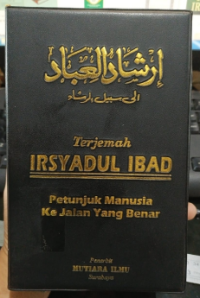 إرشاد العباد
إلى سبيل الرشاد
Terjemah
IRSYADUL IBAD
Petunjuk Manusia
Ke Jalan Yang Benar
Penerbit
MUTIARA ILMU
Surabaya